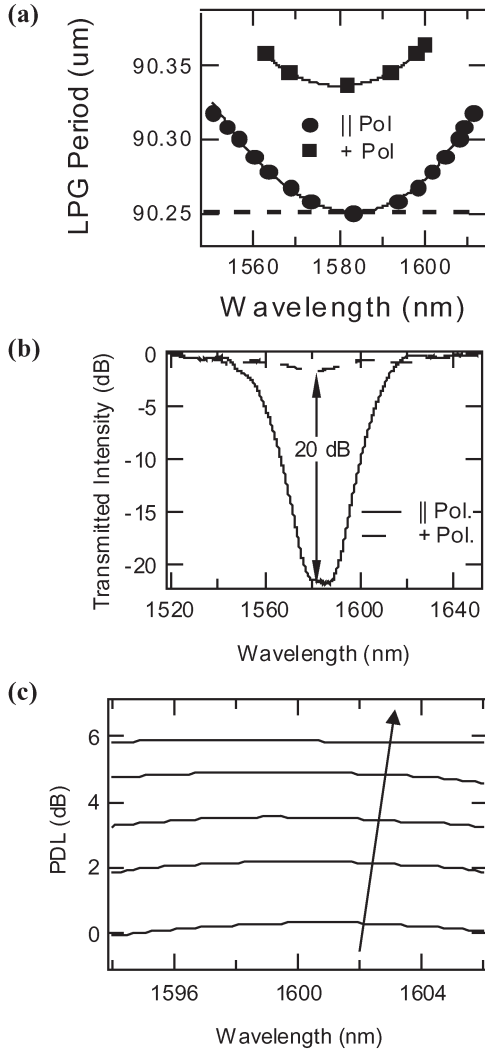 (a)
LPG Period (um)
90.35
90.30
90.25
|| Pol
+ Pol
1560
1580
1600
Wavelength (nm)
(b)
Transmitted Intensity (dB)
0
-5
-10
-15
-20
20 dB
|| Pol.
+ Pol.
1520
1560
1600
1640
Wavelength (nm)
(c)
PDL (dB)
6
4
2
0
1596
1600
1604
Wavelength (nm)